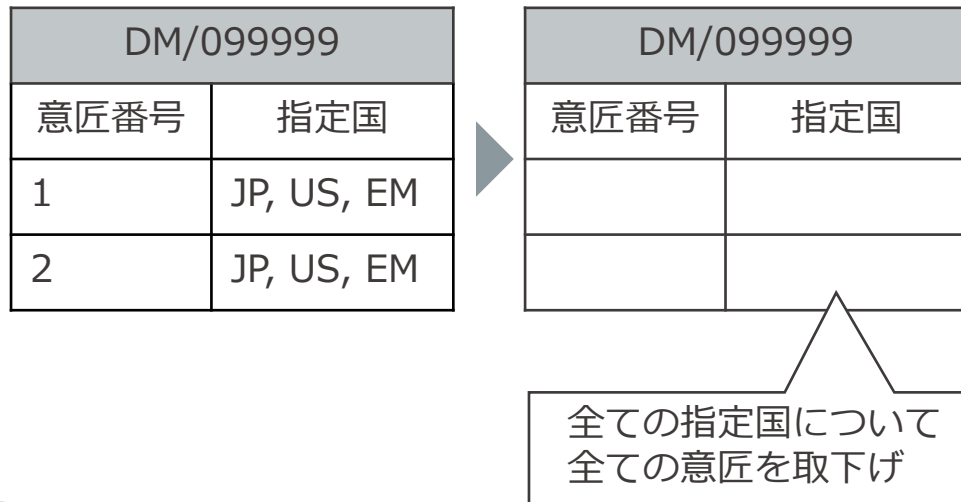 DM/099999
意匠番号 指定国
1 JP, US, EM
2 JP, US, EM
DM/099999
意匠番号 指定国
全ての指定国について
全ての意匠を取下げ